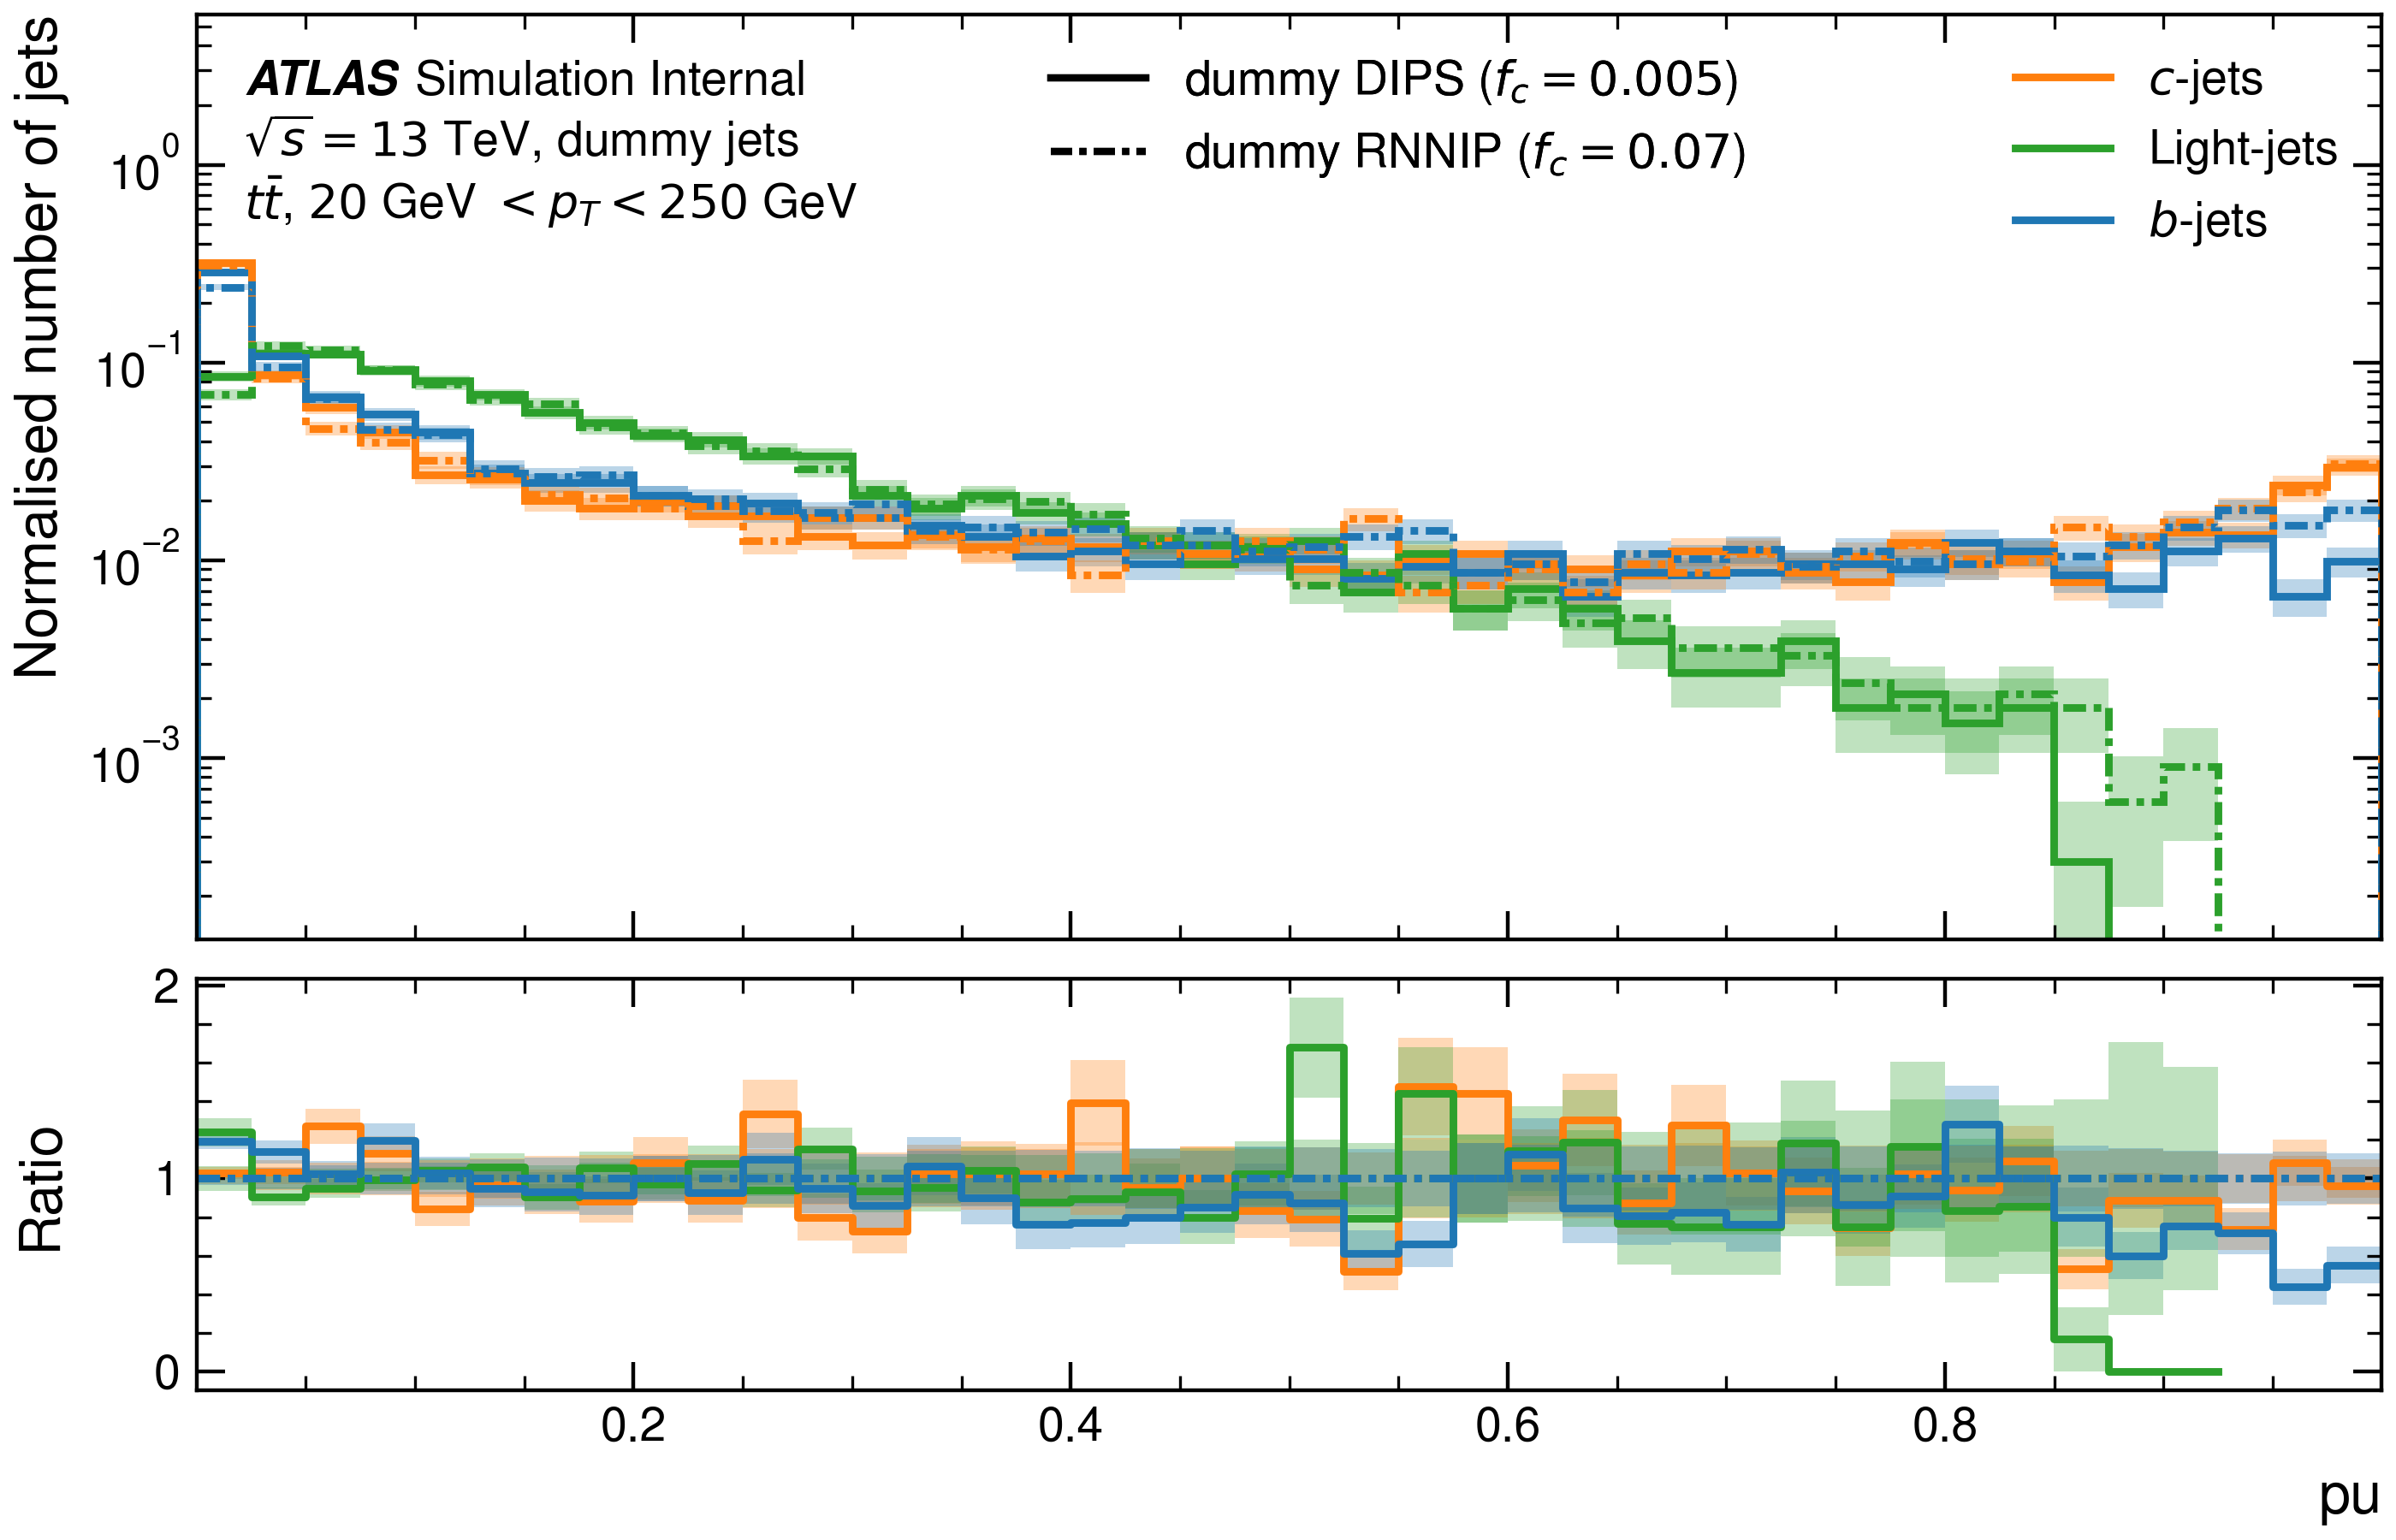 ATLAS Simulation Internal
√s = 13 TeV, dummy jets
tt̄, 20 GeV < p_T < 250 GeV
dummy DIPS (f_c = 0.005)
dummy RNNIP (f_c = 0.07)
c-jets
Light-jets
b-jets
Normalised number of jets
10^0
10^−1
10^−2
10^−3
Ratio
2
1
0
0.2 0.4 0.6 0.8
pu